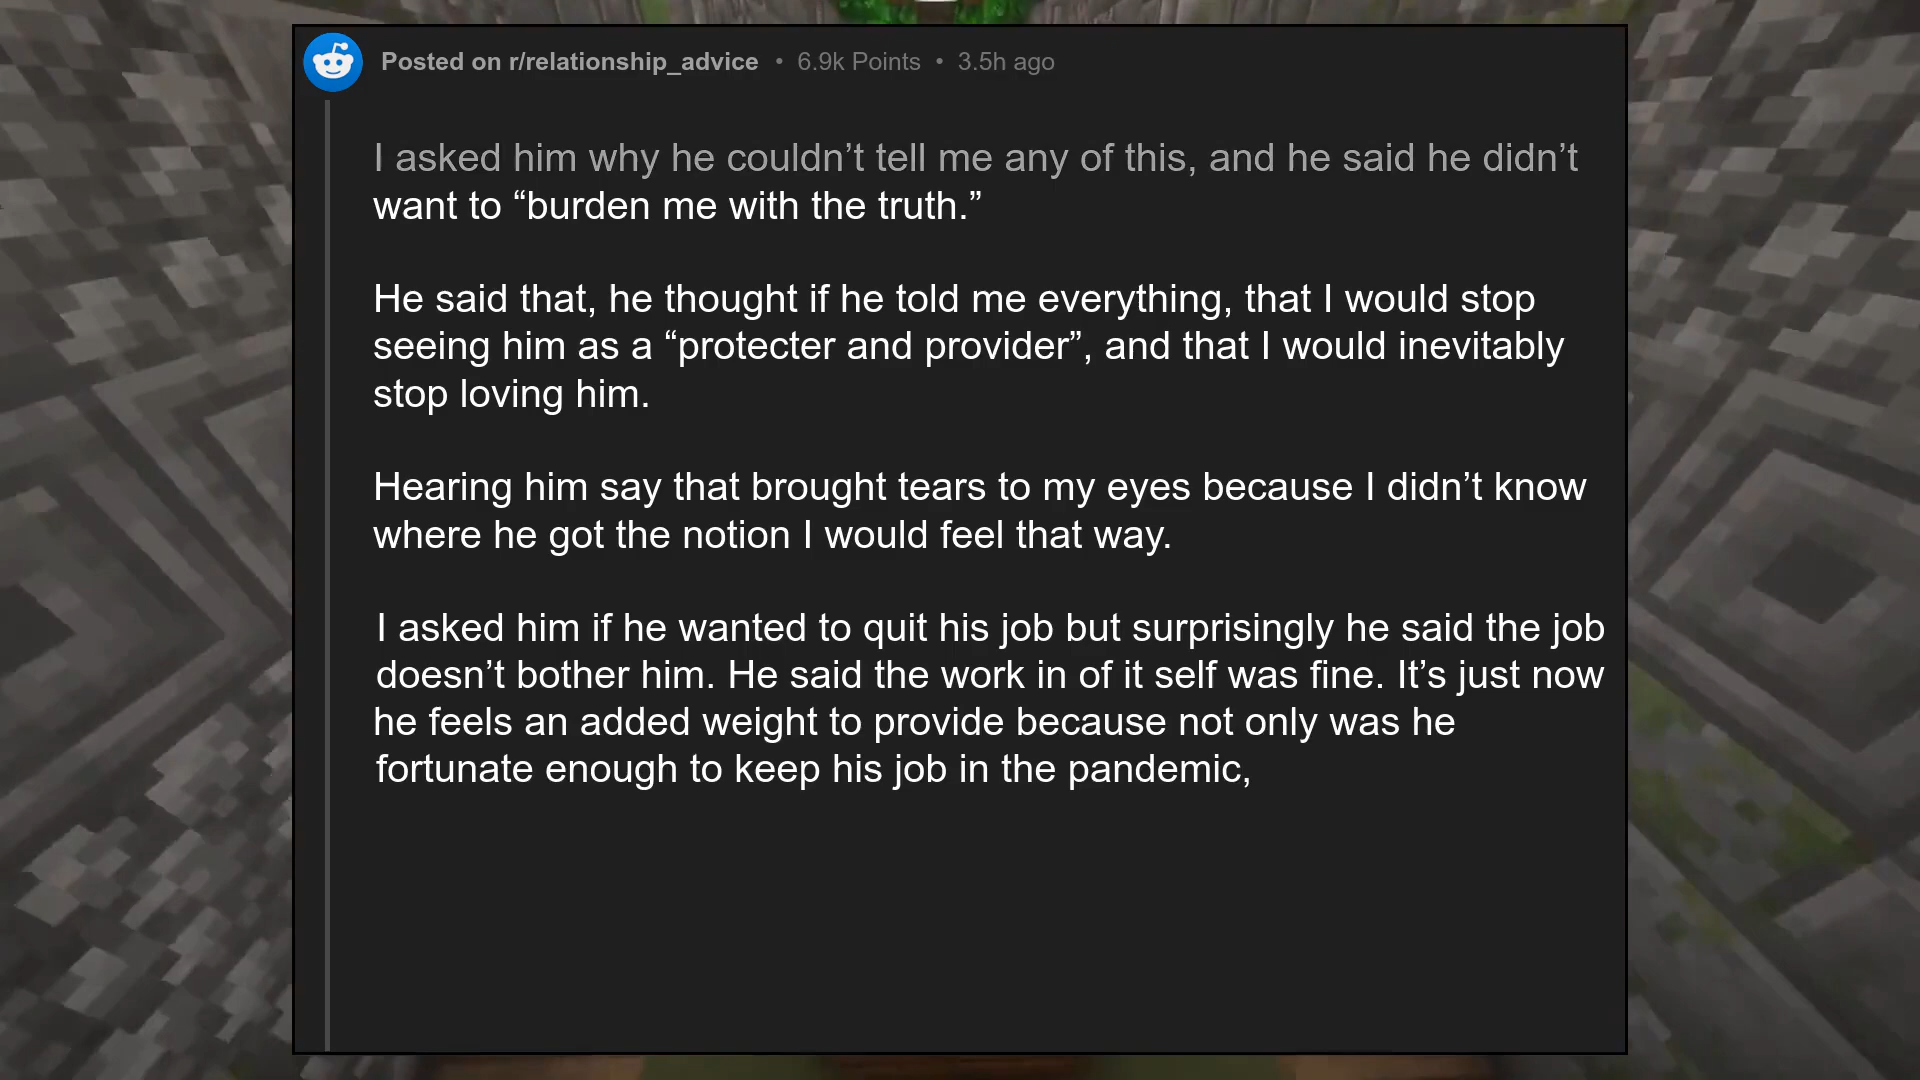 Posted on r/relationship_advice • 6.9k Points • 3.5h ago
I asked him why he couldn’t tell me any of this, and he said he didn’t
want to “burden me with the truth.”
He said that, he thought if he told me everything, that I would stop
seeing him as a “protecter and provider”, and that I would inevitably
stop loving him.
Hearing him say that brought tears to my eyes because I didn’t know
where he got the notion I would feel that way.
I asked him if he wanted to quit his job but surprisingly he said the job
doesn’t bother him. He said the work in of it self was fine. It’s just now
he feels an added weight to provide because not only was he
fortunate enough to keep his job in the pandemic,